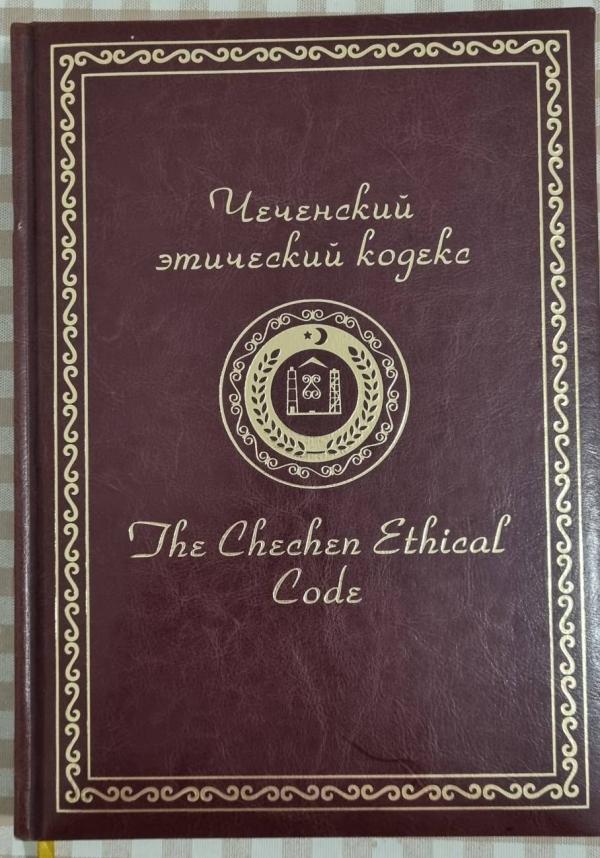 Чеченский
этический кодекс
The Chechen Ethical
Code